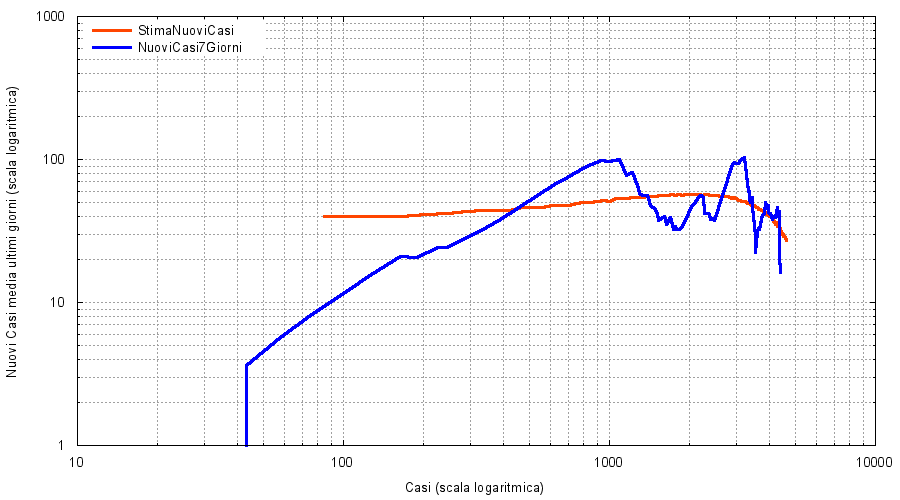 1000
StimaNuoviCasi
NuoviCasi7Giorni
100
10
1
10 100 1000 10000
Nuovi Casi media ultimi giorni (scala logaritmica)
Casi (scala logaritmica)